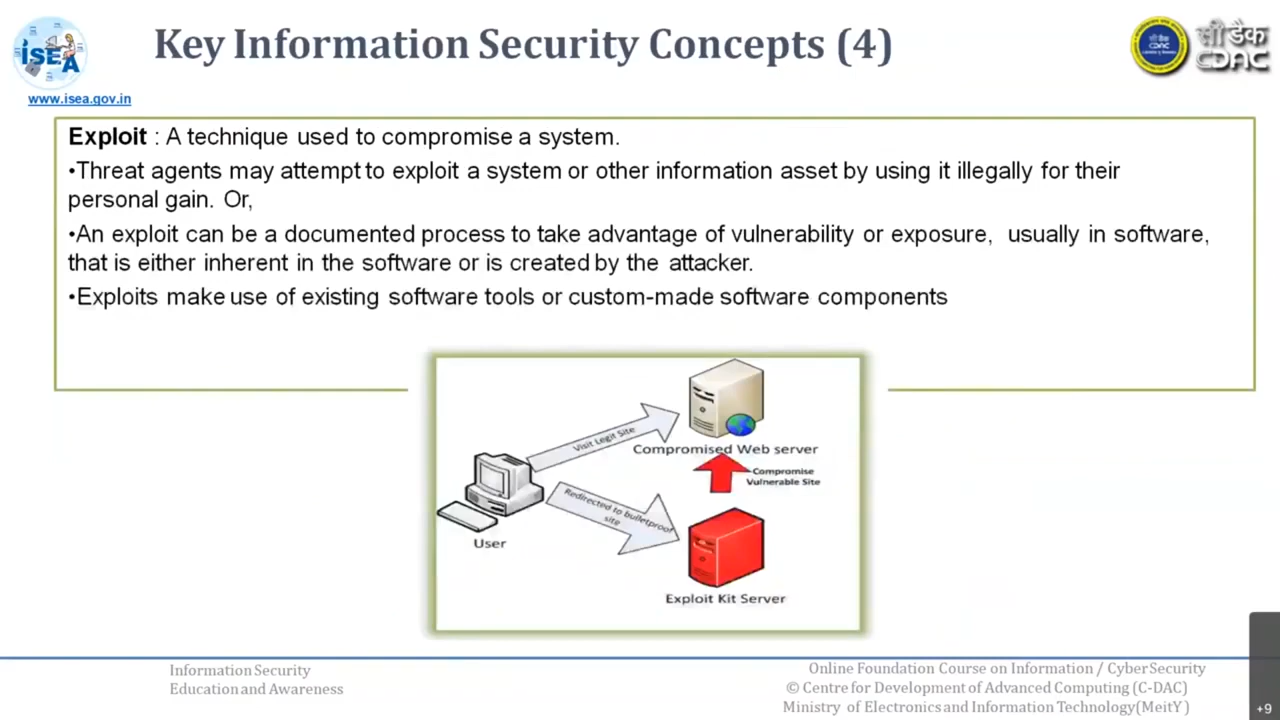 Key Information Security Concepts (4)
ISEA
www.isea.gov.in
CDAC
सी डैक
CDAC
Exploit : A technique used to compromise a system.
•Threat agents may attempt to exploit a system or other information asset by using it illegally for their
personal gain. Or,
•An exploit can be a documented process to take advantage of vulnerability or exposure, usually in software,
that is either inherent in the software or is created by the attacker.
•Exploits make use of existing software tools or custom-made software components
Visit Legit Site
Compromised Web server
Compromise
Vulnerable Site
Redirected to bulletproof
site
User
Exploit Kit Server
Information Security
Education and Awareness
Online Foundation Course on Information / Cyber Security
© Centre for Development of Advanced Computing (C-DAC)
Ministry of Electronics and Information Technology(MeitY )
+9